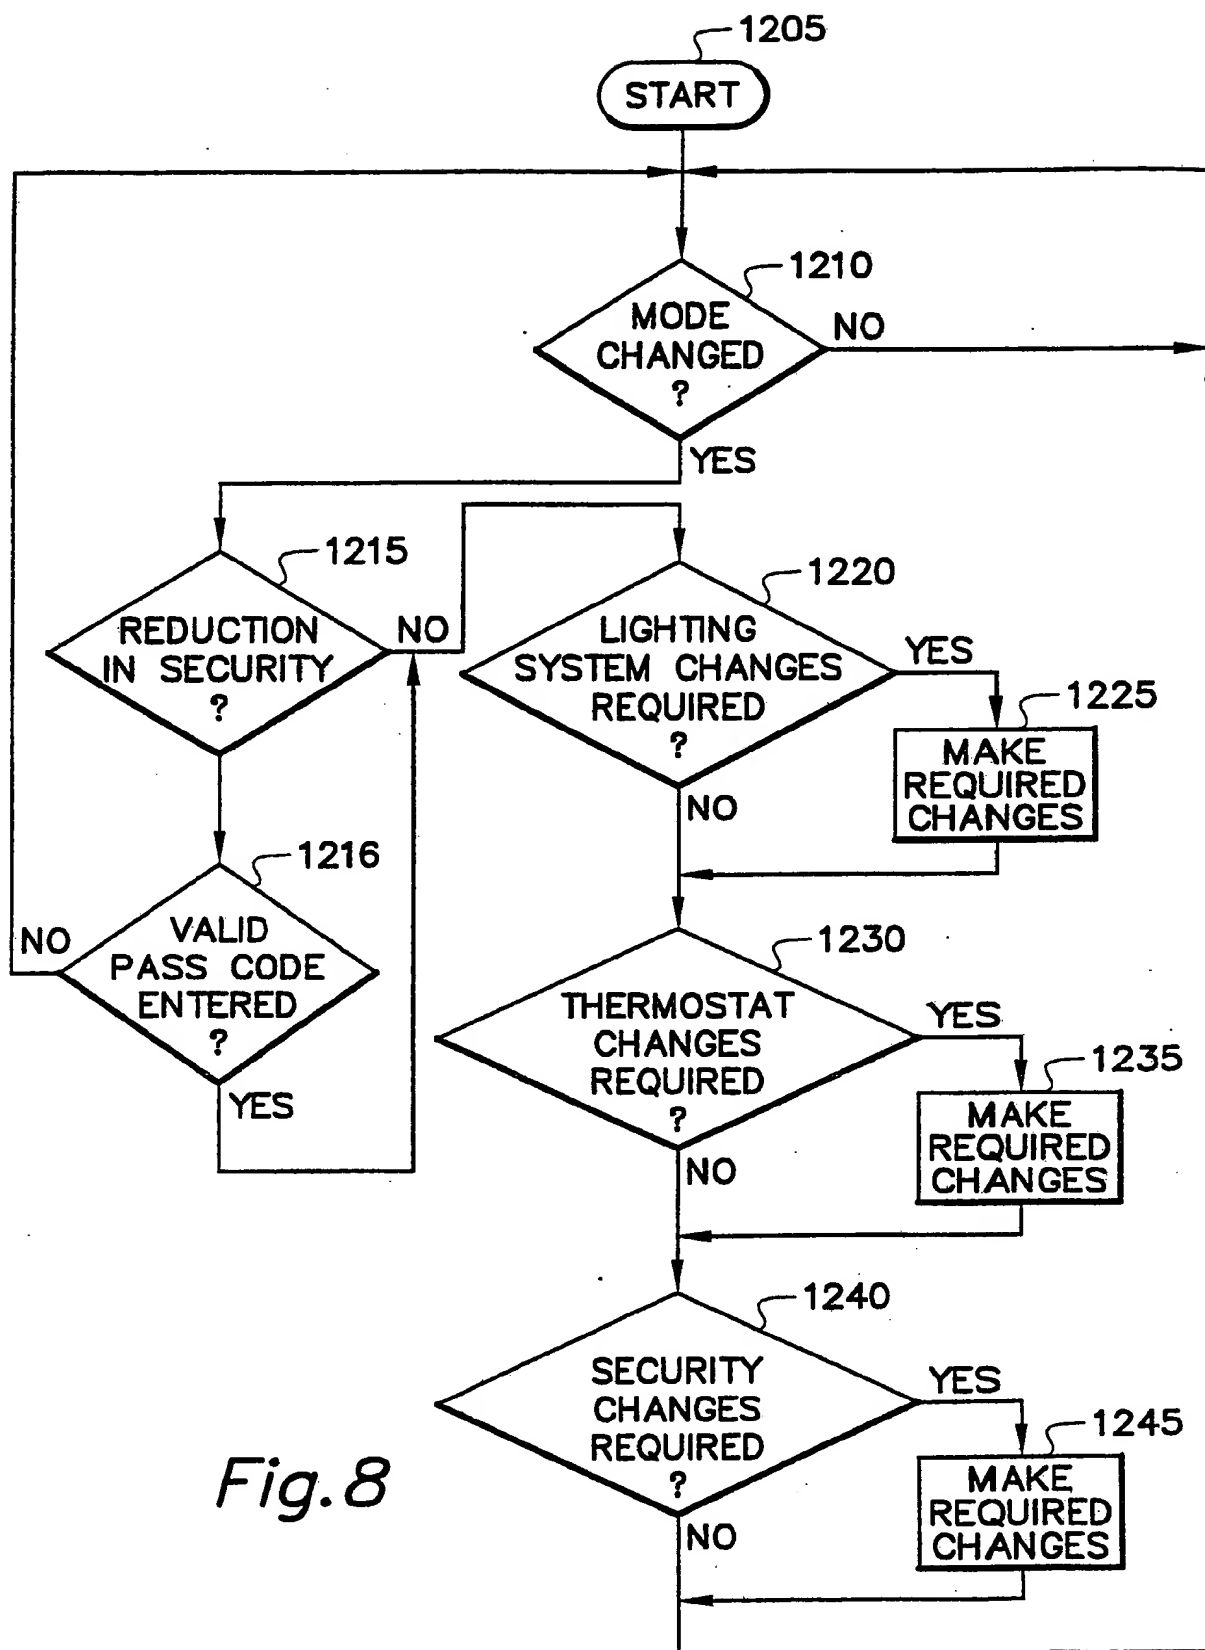 1205
START
1210
MODE
CHANGED
?
NO
YES
1215
REDUCTION
IN SECURITY
?
NO
1220
LIGHTING
SYSTEM CHANGES
REQUIRED
?
YES
NO
1225
MAKE
REQUIRED
CHANGES
1216
VALID
PASS CODE
ENTERED
?
NO
YES
1230
THERMOSTAT
CHANGES
REQUIRED
?
YES
NO
1235
MAKE
REQUIRED
CHANGES
1240
SECURITY
CHANGES
REQUIRED
?
YES
NO
1245
MAKE
REQUIRED
CHANGES
Fig.8